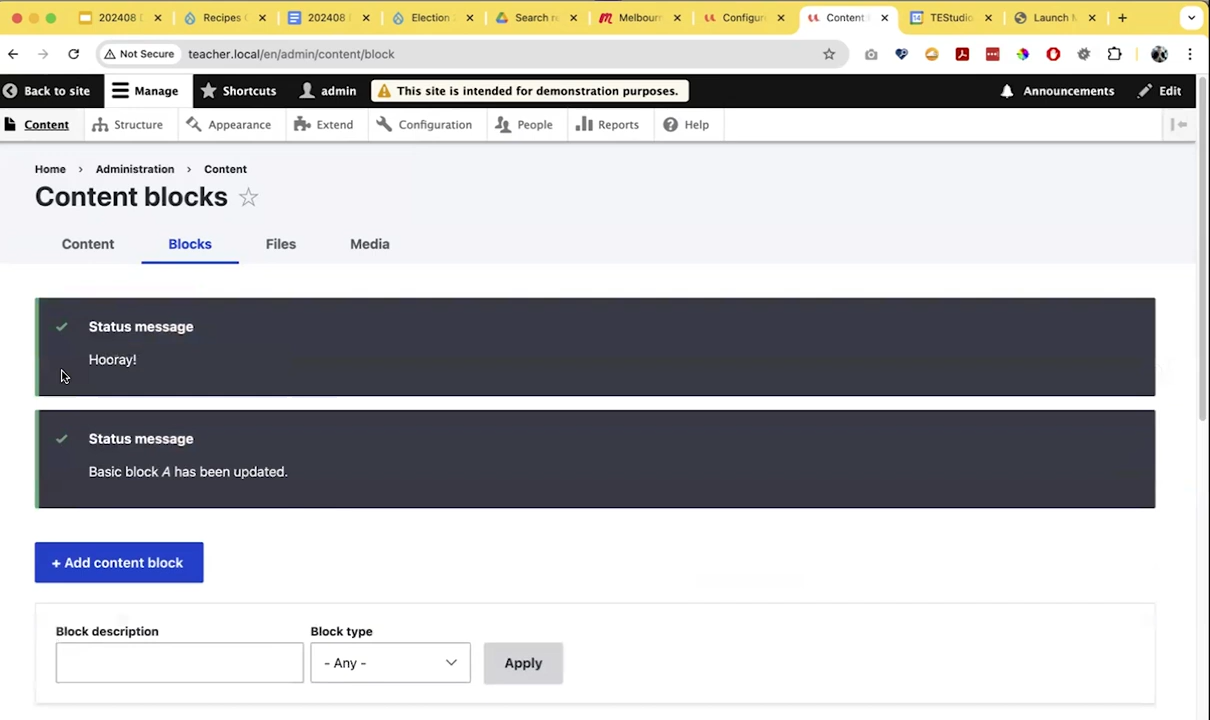 202408
Recipes
202408
Election
Search re
Melbourn
Configur
Content
TEStudio
Launch
Not Secure
teacher.local/en/admin/content/block
Back to site
Manage
Shortcuts
admin
This site is intended for demonstration purposes.
Announcements
Edit
Content
Structure
Appearance
Extend
Configuration
People
Reports
Help
Home › Administration › Content
Content blocks
Content
Blocks
Files
Media
Status message
Hooray!
Status message
Basic block A has been updated.
+ Add content block
Block description
Block type
- Any -
Apply